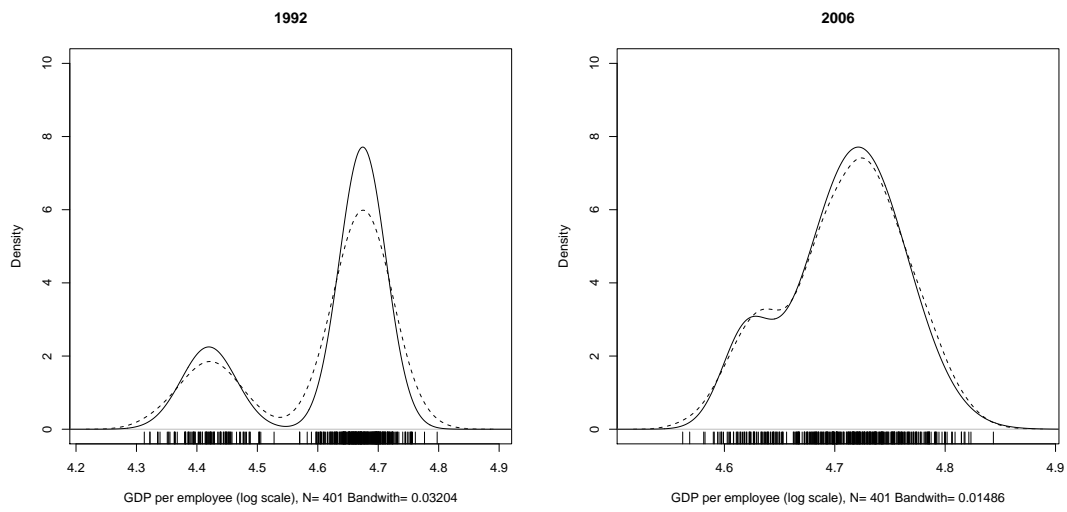 1992
10
8
6
4
2
0
Density
4.2 4.3 4.4 4.5 4.6 4.7 4.8 4.9
GDP per employee (log scale), N= 401 Bandwith= 0.03204
2006
10
8
6
4
2
0
Density
4.6 4.7 4.8 4.9
GDP per employee (log scale), N= 401 Bandwith= 0.01486